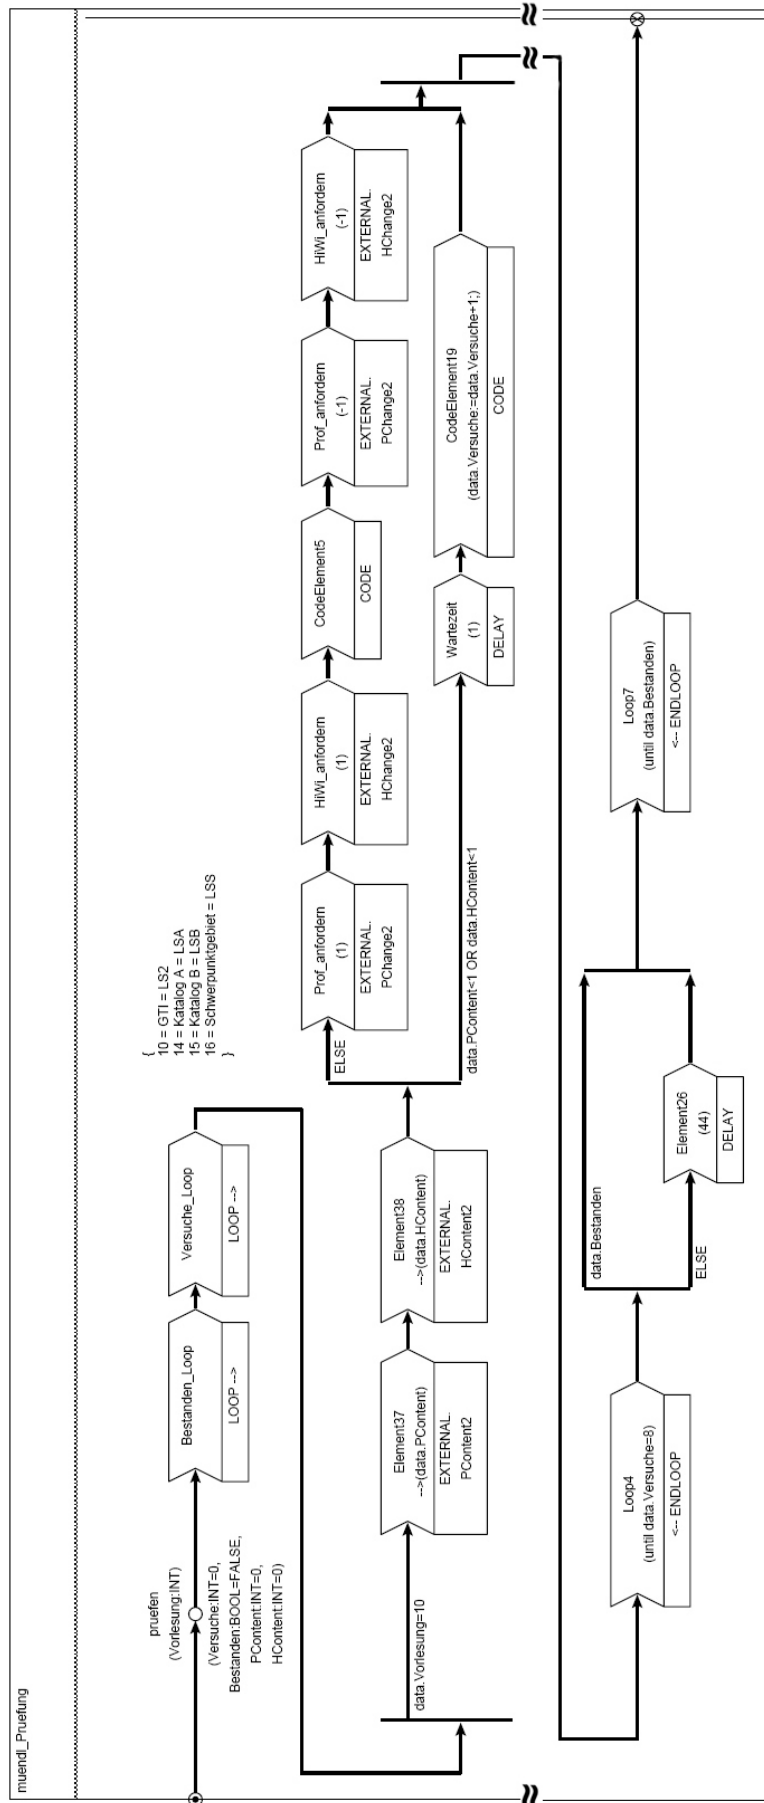 muendl_Pruefung
pruefen
(Vorlesung:INT)
(Versuche:INT=0,
Bestanden:BOOL=FALSE,
PContent:INT=0,
HContent:INT=0)
Bestanden_Loop
LOOP -->
Versuche_Loop
LOOP -->
{
10 = GTI = LS2
14 = Katalog A = LSA
15 = Katalog B = LSB
16 = Schwerpunktgebiet = LSS
}
data.Vorlesung=10
Element37
-->(data.PContent)
EXTERNAL.
PContent2
Element38
-->(data.HContent)
EXTERNAL.
HContent2
ELSE
Prof_anfordern
(1)
EXTERNAL.
PChange2
HiWi_anfordern
(1)
EXTERNAL.
HChange2
CodeElement5
CODE
Prof_anfordern
(-1)
EXTERNAL.
PChange2
HiWi_anfordern
(-1)
EXTERNAL.
HChange2
data.PContent<1 OR data.HContent<1
Wartezeit
(1)
DELAY
CodeElement19
(data.Versuche:=data.Versuche+1;)
CODE
Loop4
(until data.Versuche=8)
<-- ENDLOOP
data.Bestanden
ELSE
Element26
(44)
DELAY
Loop7
(until data.Bestanden)
<-- ENDLOOP